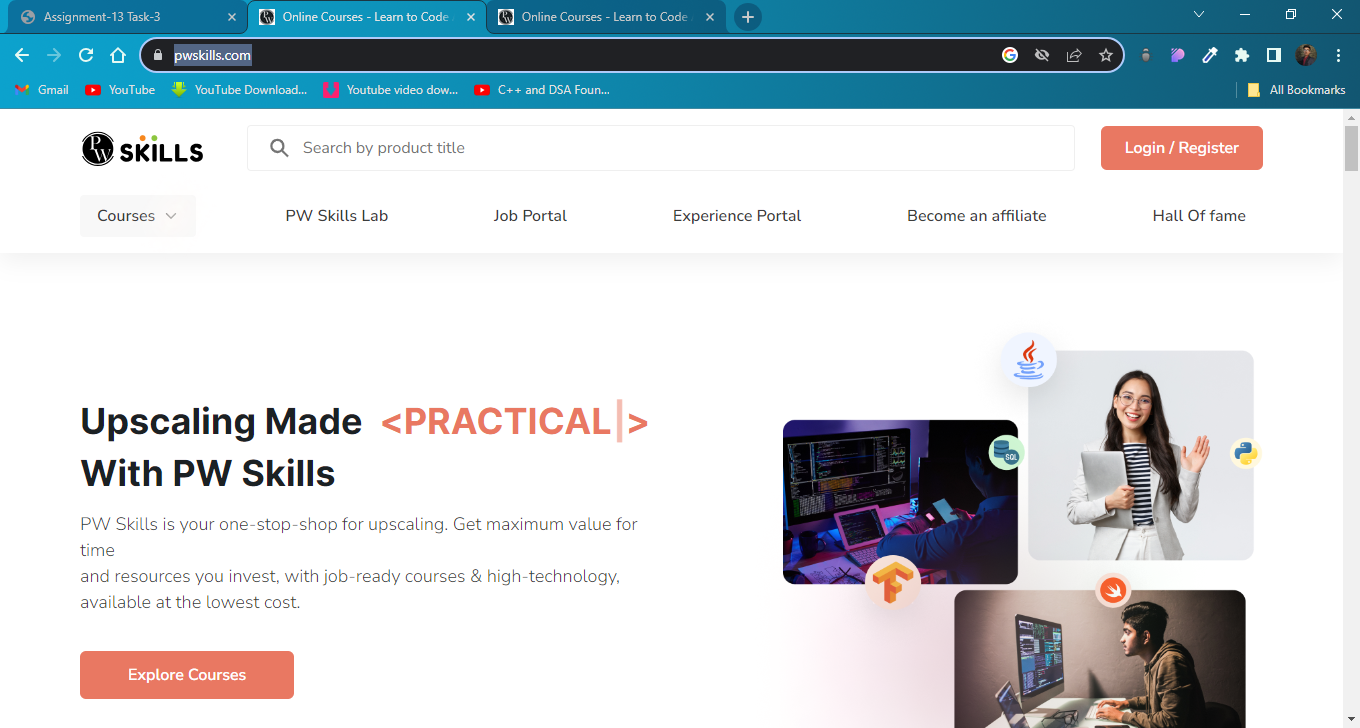 Assignment-13 Task-3
Online Courses - Learn to Code
Online Courses - Learn to Code
pwskills.com
Gmail
YouTube
YouTube Download...
Youtube video dow...
C++ and DSA Foun...
All Bookmarks
PW SKILLS
Search by product title
Login / Register
Courses
PW Skills Lab
Job Portal
Experience Portal
Become an affiliate
Hall Of fame
Upscaling Made <PRACTICAL|>
With PW Skills
PW Skills is your one-stop-shop for upscaling. Get maximum value for
time
and resources you invest, with job-ready courses & high-technology,
available at the lowest cost.
Explore Courses
SQL